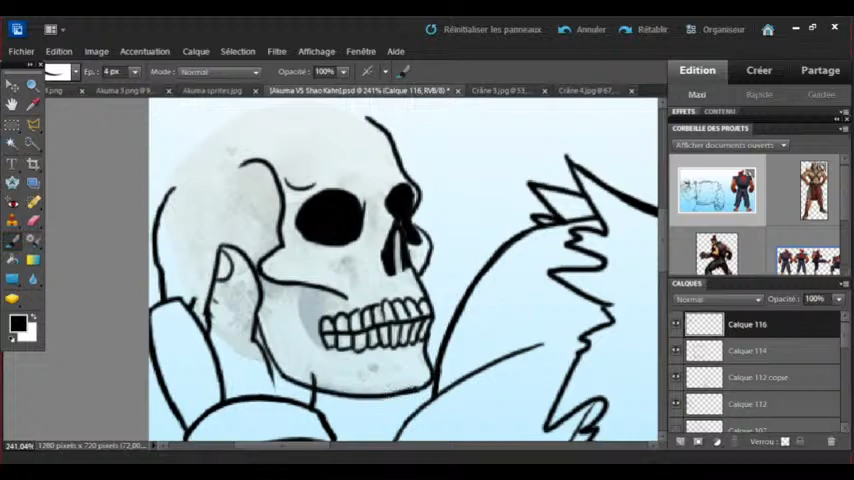 Réinitialiser les panneaux. Annuler Rétablir Organiseur
Fichier Edition Image Accentuation Calque Sélection Filtre Affichage Fenêtre Aide
Edition Créer Partage
Ep.: 4 px Mode: Normal Opacité: 100%
Akuma 3.png @ Akuma sprites.jpg [Akuma VS Shao Kahn].psd @ 241% (Calque 116, RVB/8) * Crâne 3.jpg @ 53, Crâne 4.jpg @ 67,
Maxi Rapide Guidée
EFFETS CONTENU
CORBEILLE DES PROJETS
Afficher documents ouverts
CALQUES
Normal Opacité: 100%
Calque 116
Calque 114
Calque 112 copie
Calque 112
Calque 107
241.04% 1280 pixels x 720 pixels (72,00 Verrou: